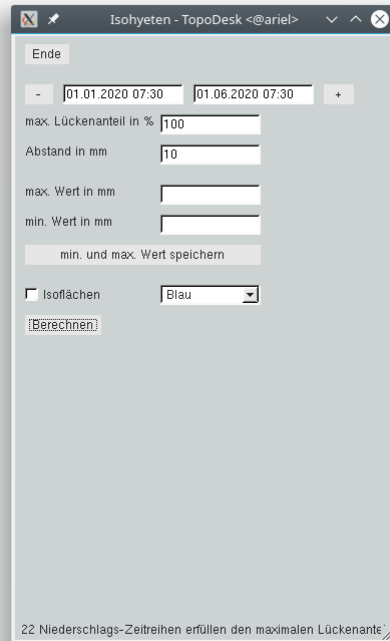 Isohyeten - TopoDesk <@ariel>
Ende
- 01.01.2020 07:30 01.06.2020 07:30 +
max. Lückenanteil in % 100
Abstand in mm 10
max. Wert in mm
min. Wert in mm
min. und max. Wert speichern
Isoflächen Blau
Berechnen
22 Niederschlags-Zeitreihen erfüllen den maximalen Lückenante